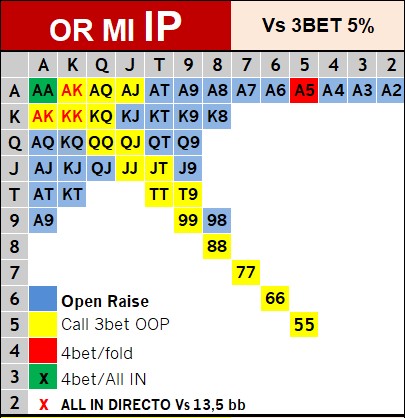 OR MI IP Vs 3BET 5%
A K Q J T 9 8 7 6 5 4 3 2
A AA AK AQ AJ AT A9 A8 A7 A6 A5 A4 A3 A2
K AK KK KQ KJ KT K9 K8
Q AQ KQ QQ QJ QT Q9
J AJ KJ QJ JJ JT J9
T AT KT TT T9
9 A9 99 98
8 88
7 77
6 Open Raise 66
5 Call 3bet OOP 55
4 4bet/fold
3 X 4bet/All IN
2 X ALL IN DIRECTO Vs 13,5 bb